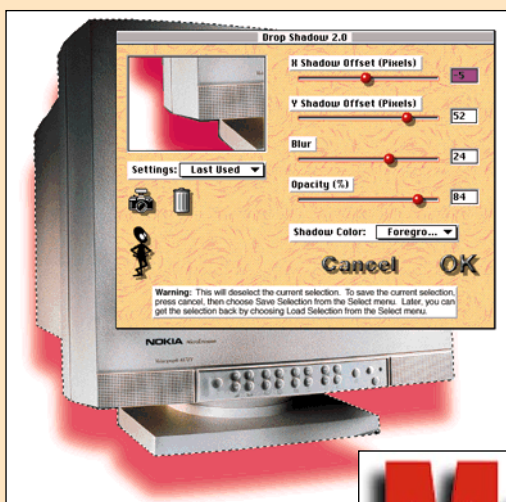 Drop Shadow 2.0
X Shadow Offset (Pixels)
-5
Y Shadow Offset (Pixels)
52
Blur
24
Settings: Last Used
Opacity (%)
84
Shadow Color: Foregro...
Cancel OK
Warning: This will deselect the current selection. To save the current selection,
press cancel, then choose Save Selection from the Select menu. Later, you can
get the selection back by choosing Load Selection from the Select menu.
NOKIA